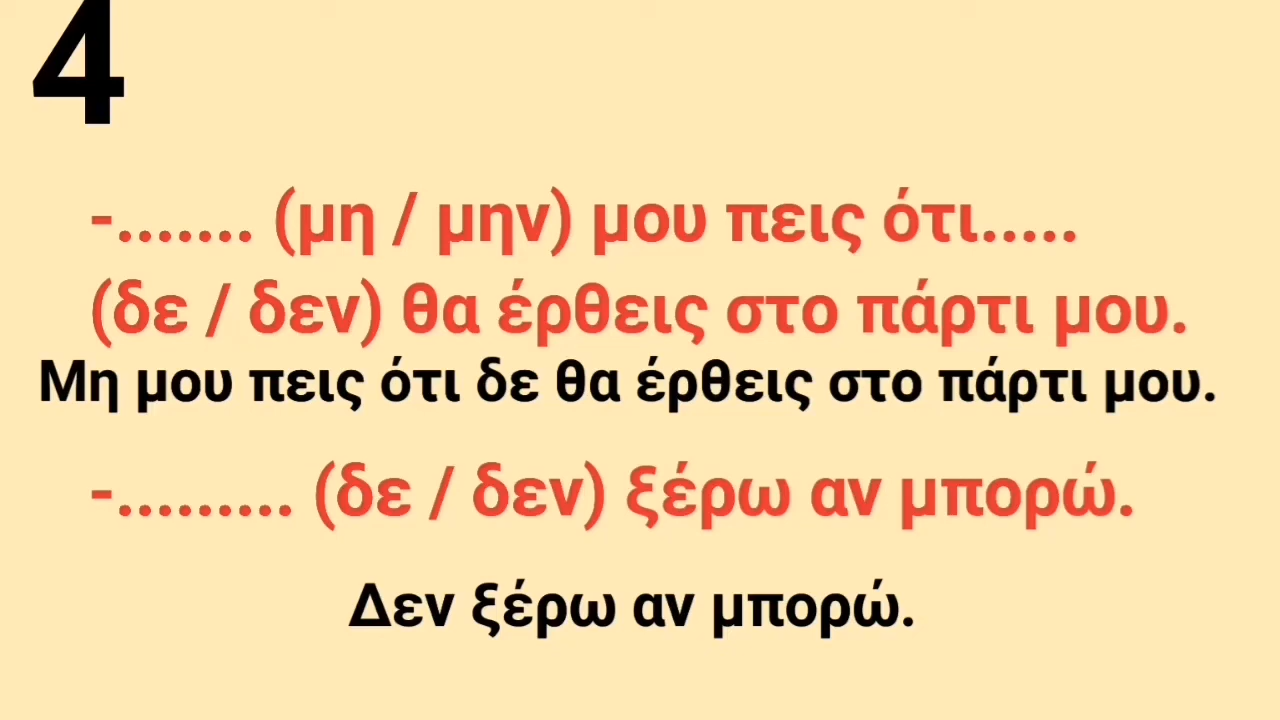 4
-....... (μη / μην) μου πεις ότι.....
(δε / δεν) θα έρθεις στο πάρτι μου.
Μη μου πεις ότι δε θα έρθεις στο πάρτι μου.
-......... (δε / δεν) ξέρω αν μπορώ.
Δεν ξέρω αν μπορώ.